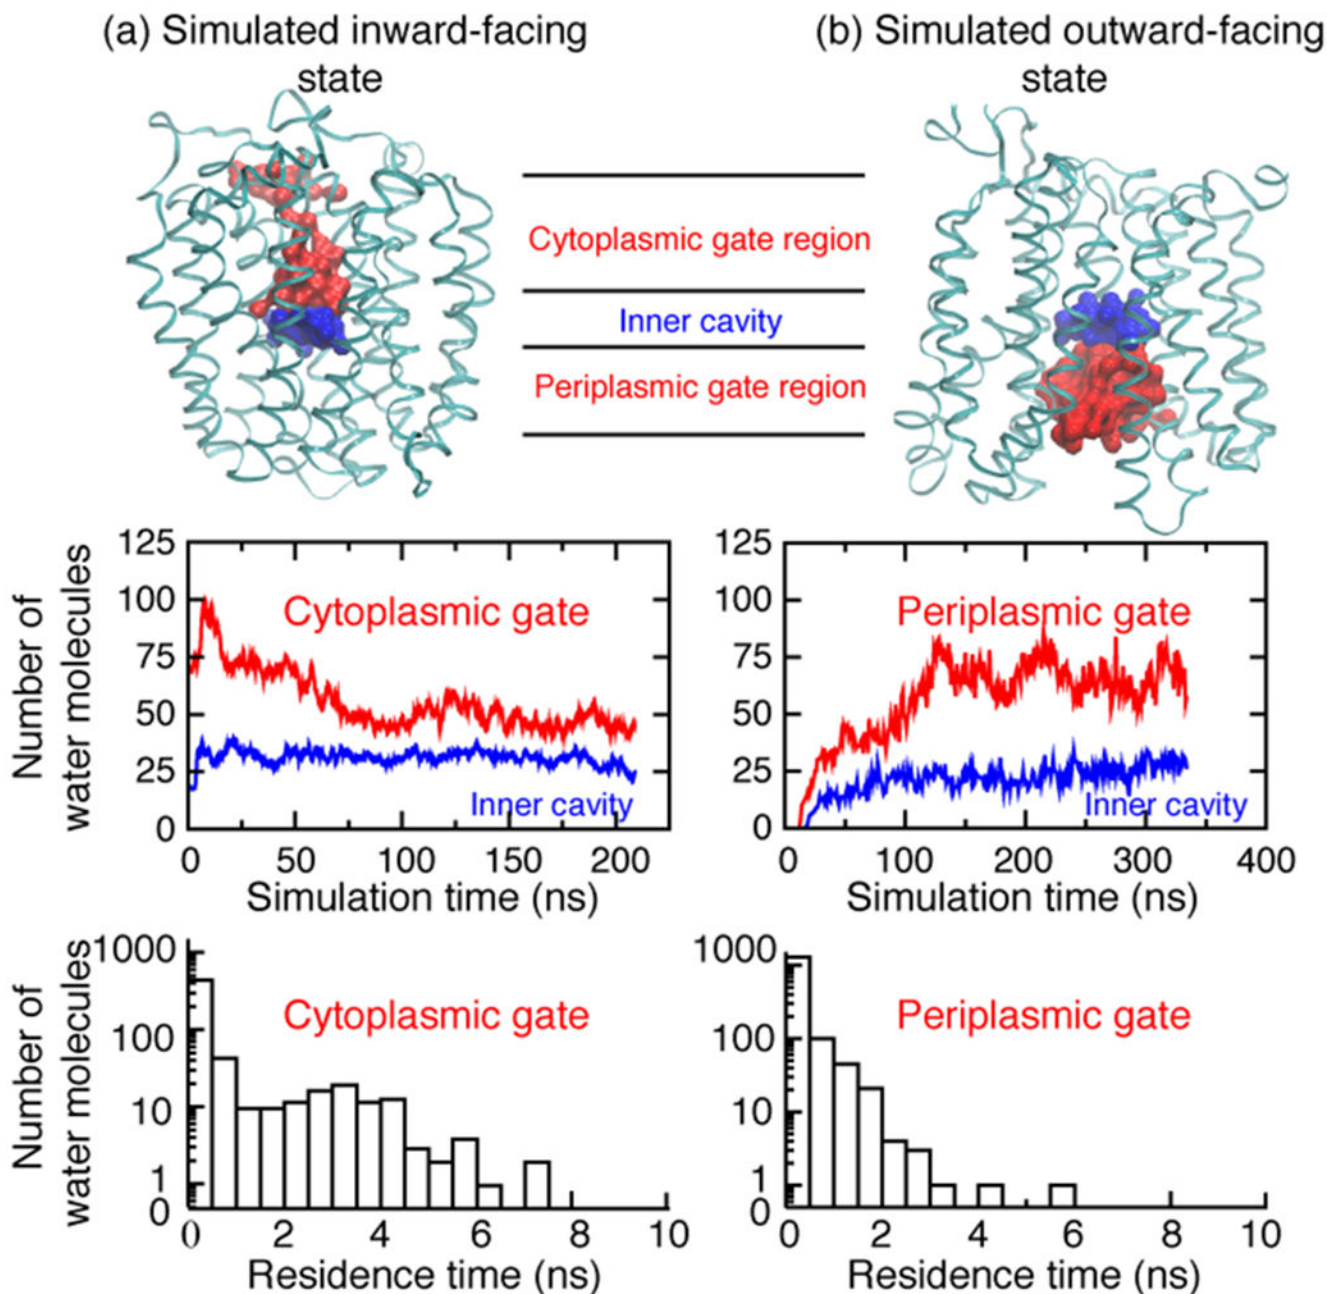 (a) Simulated inward-facing
state
(b) Simulated outward-facing
state
Cytoplasmic gate region
Inner cavity
Periplasmic gate region
Number of
water molecules
125
100
75
50
25
0
Cytoplasmic gate
Inner cavity
0 50 100 150 200
Simulation time (ns)
125
100
75
50
25
0
Periplasmic gate
Inner cavity
0 100 200 300 400
Simulation time (ns)
Number of
water molecules
1000
100
10
1
0
Cytoplasmic gate
0 2 4 6 8 10
Residence time (ns)
1000
100
10
1
0
Periplasmic gate
0 2 4 6 8 10
Residence time (ns)